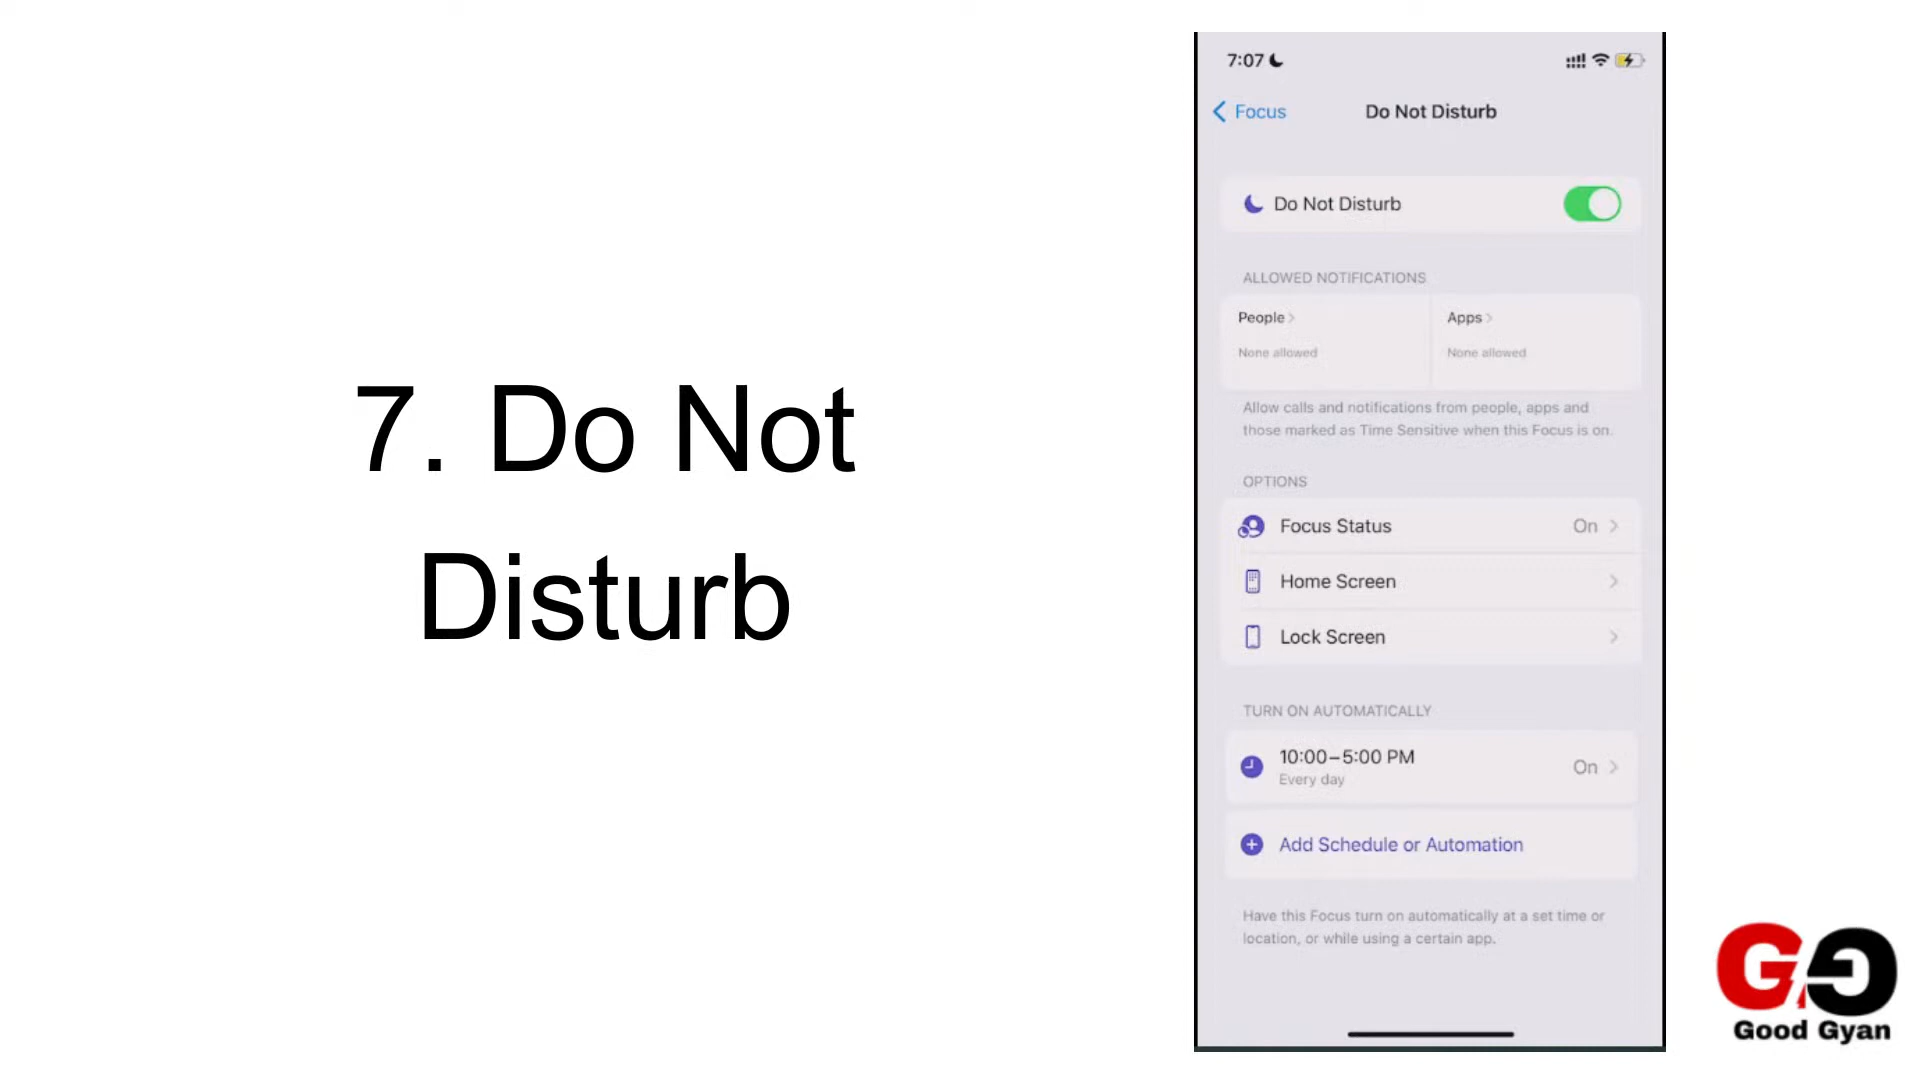 7. Do Not
Disturb
7:07
Focus
Do Not Disturb
Do Not Disturb
ALLOWED NOTIFICATIONS
People
Apps
None allowed
None allowed
Allow calls and notifications from people, apps and
those marked as Time Sensitive when this Focus is on.
OPTIONS
Focus Status On
Home Screen
Lock Screen
TURN ON AUTOMATICALLY
10:00–5:00 PM
Every day
On
Add Schedule or Automation
Have this Focus turn on automatically at a set time or
location, or while using a certain app.
GG
Good Gyan